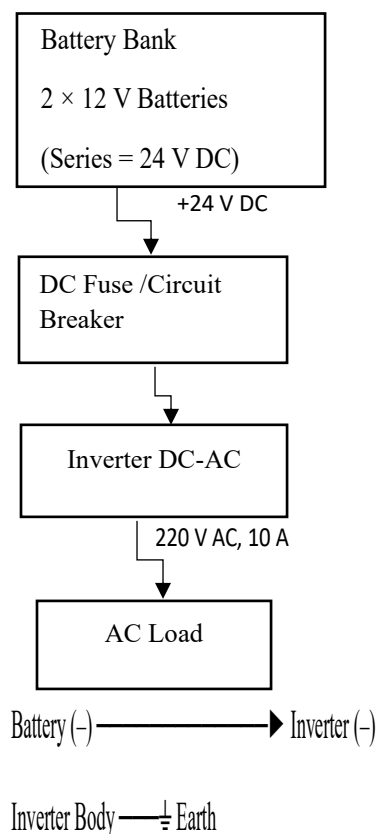 Battery Bank
2 × 12 V Batteries
(Series = 24 V DC)
+24 V DC
DC Fuse /Circuit
Breaker
Inverter DC-AC
220 V AC, 10 A
AC Load
Battery (–) Inverter (–)
Inverter Body Earth